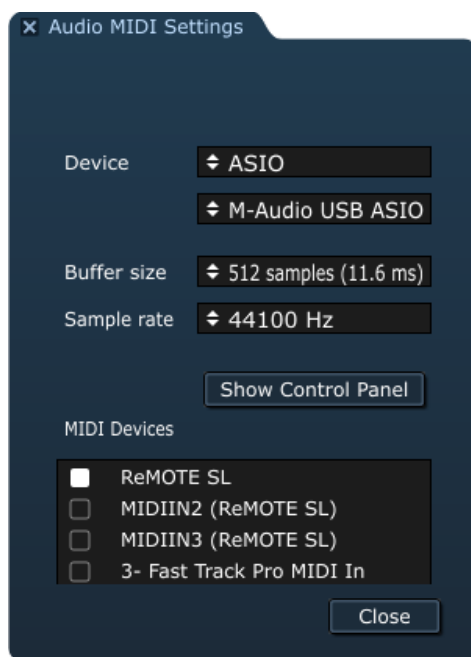 Audio MIDI Settings
Device
ASIO
M-Audio USB ASIO
Buffer size
512 samples (11.6 ms)
Sample rate
44100 Hz
Show Control Panel
MIDI Devices
ReMOTE SL
MIDIIN2 (ReMOTE SL)
MIDIIN3 (ReMOTE SL)
3- Fast Track Pro MIDI In
Close